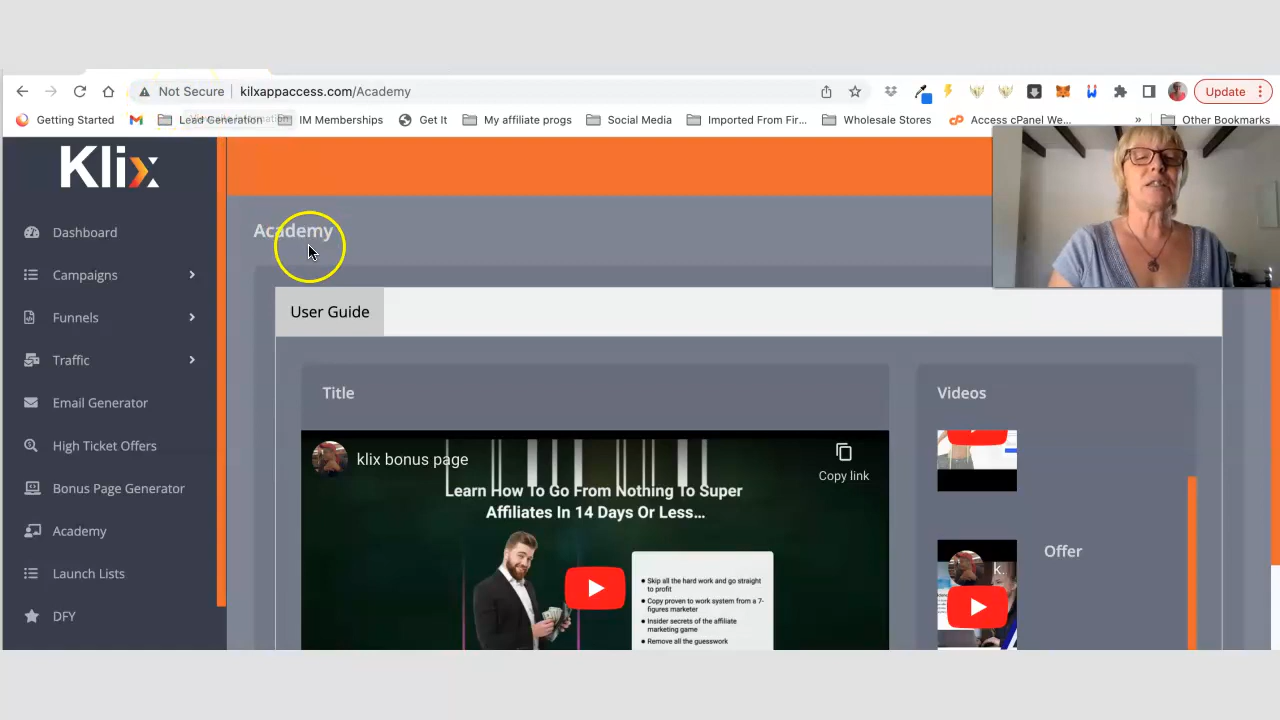 Not Secure
kilxappaccess.com/Academy
Update
Getting Started
Lead Generation
IM Memberships
Get It
My affiliate progs
Social Media
Imported From Fir...
Wholesale Stores
Access cPanel We...
»
Other Bookmarks
Klix
Academy
Dashboard
Campaigns
Funnels
Traffic
Email Generator
High Ticket Offers
Bonus Page Generator
Academy
Launch Lists
DFY
User Guide
Title
klix bonus page
Copy link
Learn How To Go From Nothing To Super
Affiliates In 14 Days Or Less...
Skip all the hard work and go straight
to profit
Copy proven to work system from a 7-
figures marketer
Insider secrets of the affiliate
marketing game
Remove all the guesswork
Videos
Offer
k..